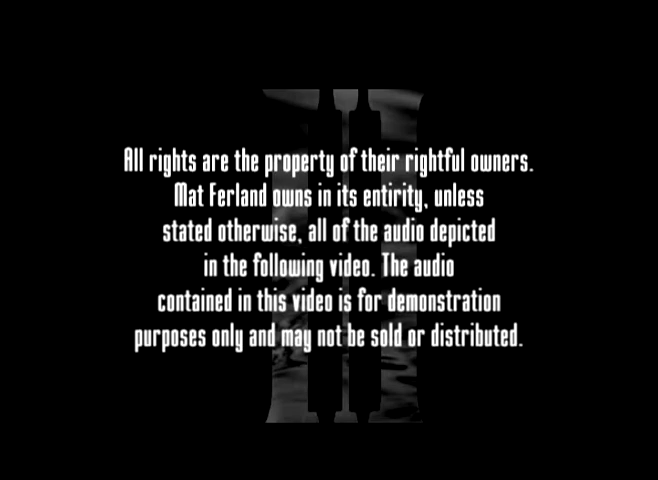 All rights are the property of their rightful owners.
Mat Ferland owns in its entirity, unless
stated otherwise, all of the audio depicted
in the following video. The audio
contained in this video is for demonstration
purposes only and may not be sold or distributed.